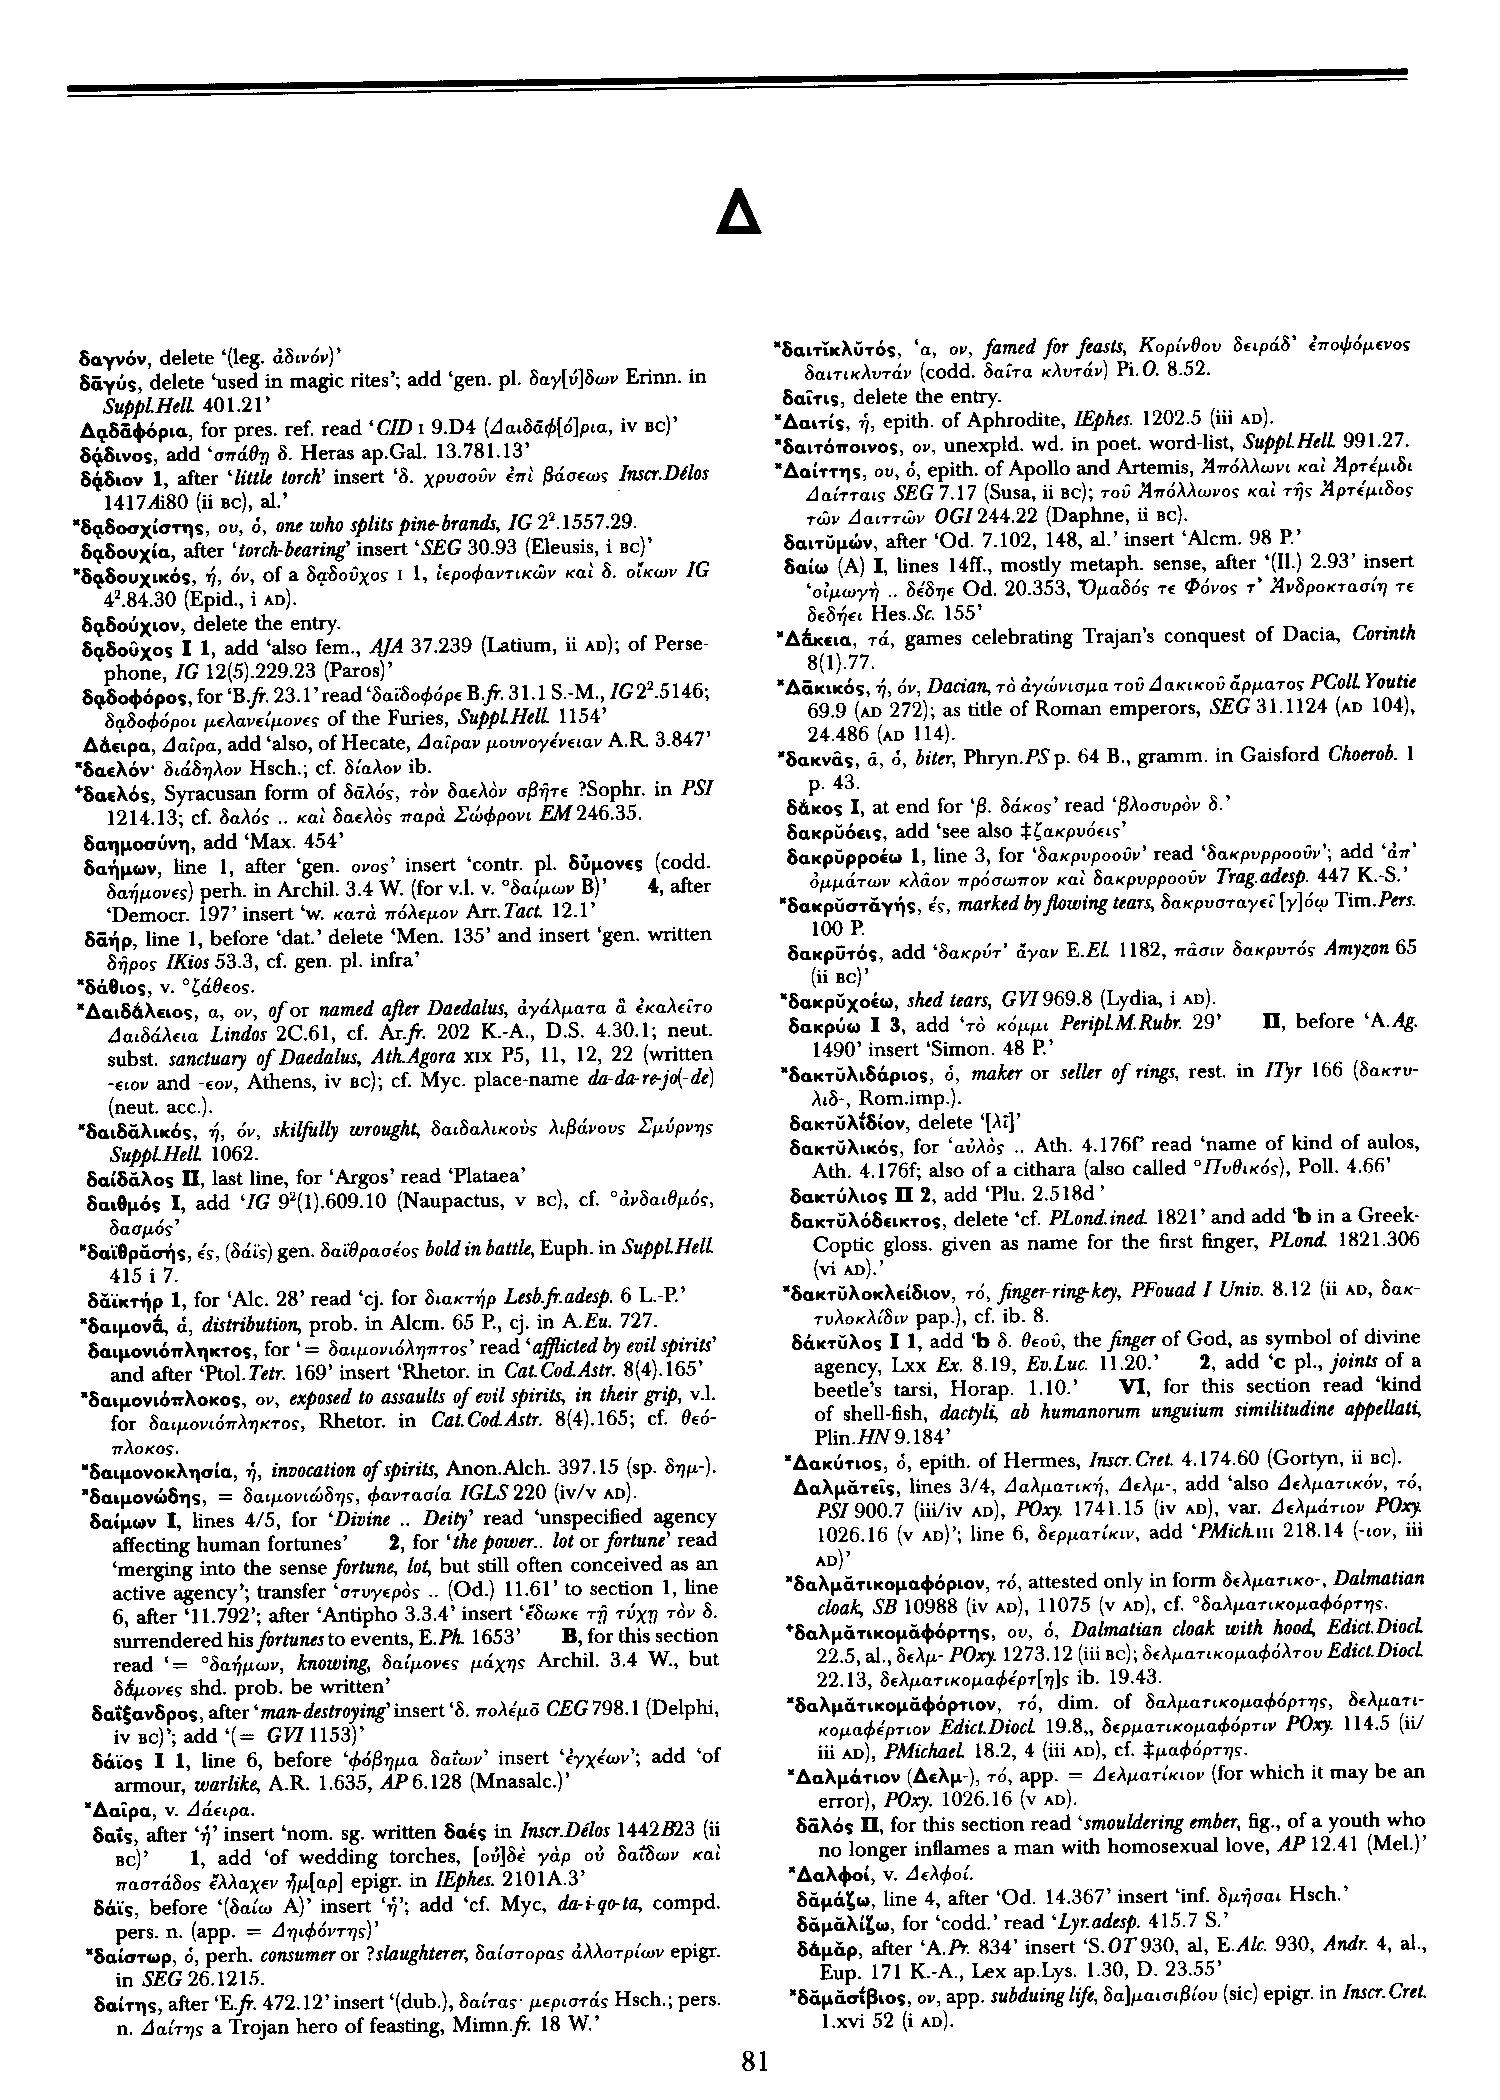 Δ
δαγνόν, delete ‘(leg. ἁδινόν)’
δᾱγύς, delete ‘used in magic rites’; add ‘gen. pl. δαγ[ύ]δων Erinn. in
Suppl.Hell. 401.21’
Δᾳδᾱφόρια, for pres. ref. read ‘CID I 9.D4 (Δαιδᾱφ[ό]ρια, iv BC)’
δᾴδινος, add ‘σπάθῃ δ. Heras ap.Gal. 13.781.13’
δᾴδιον 1, after ‘little torch’ insert ‘δ. χρυσοῦν ἐπὶ βάσεως Inscr.Délos
1417Ai80 (ii BC), al.’
*δᾳδοσχίστης, ου, ὁ, one who splits pine-brands, IG 2².1557.29.
δᾳδουχία, after ‘torch-bearing’ insert ‘SEG 30.93 (Eleusis, i BC)’
*δᾳδουχικός, ή, όν, of a δᾳδοῦχος I 1, ἱεροφαντικῶν καὶ δ. οἴκων IG
4².84.30 (Epid., i AD).
δᾳδούχιον, delete the entry.
δᾳδοῦχος I 1, add ‘also fem., AJA 37.239 (Latium, ii AD); of Perse-
phone, IG 12(5).229.23 (Paros)’
δᾳδοφόρος, for ‘B.fr. 23.1’ read ‘δαϊδοφόρε B.fr. 31.1 S.-M., IG 2².5146;
δᾳδοφόροι μελανείμονες of the Furies, Suppl.Hell. 1154’
Δάειρα, Δαῖρα, add ‘also, of Hecate, Δαῖραν μουνογένειαν A.R. 3.847’
*δαελόν· διάδηλον Hsch.; cf. δίαλον ib.
⁺δαελός, Syracusan form of δᾱλός, τὸν δαελὸν σβῆτε ?Sophr. in PSI
1214.13; cf. δαλός .. καὶ δαελὸς παρὰ Σώφρονι EM 246.35.
δαημοσύνη, add ‘Max. 454’
δαήμων, line 1, after ‘gen. ονος’ insert ‘contr. pl. δᾴμονες (codd.
δαήμονες) perh. in Archil. 3.4 W. (for v.l. v. °δαίμων B)’ 4, after
‘Democr. 197’ insert ‘w. κατὰ πόλεμον Arr.Tact. 12.1’
δᾱήρ, line 1, before ‘dat.’ delete ‘Men. 135’ and insert ‘gen. written
δῆρος IKios 53.3, cf. gen. pl. infra’
*δάθιος, v. °ζάθεος.
*Δαιδάλειος, α, ον, of or named after Daedalus, ἀγάλματα ἃ ἐκαλεῖτο
Δαιδάλεια Lindos 2C.61, cf. Ar.fr. 202 K.-A., D.S. 4.30.1; neut.
subst. sanctuary of Daedalus, Ath.Agora XIX P5, 11, 12, 22 (written
-ειον and -εον, Athens, iv BC); cf. Myc. place-name da-da-re-jo(-de)
(neut. acc.).
*δαιδᾰλικός, ή, όν, skilfully wrought, δαιδαλικοὺς λιβάνους Σμύρνης
Suppl.Hell. 1062.
δαίδᾰλος II, last line, for ‘Argos’ read ‘Plataea’
δαιθμός I, add ‘IG 9²(1).609.10 (Naupactus, v BC), cf. °ἀνδαιθμός,
δασμός’
*δαϊθρᾰσής, ές, (δάϊς) gen. δαϊθρασέος bold in battle, Euph. in Suppl.Hell.
415 i 7.
δᾰϊκτήρ 1, for ‘Alc. 28’ read ‘cj. for διακτήρ Lesb.fr.adesp. 6 L.-P.’
*δαιμονά̄, ά, distribution, prob. in Alcm. 65 P., cj. in A.Eu. 727.
δαιμονιόπληκτος, for ‘= δαιμονιόληπτος’ read ‘afflicted by evil spirits’
and after ‘Ptol.Tetr. 169’ insert ‘Rhetor. in Cat.Cod.Astr. 8(4).165’
*δαιμονιόπλοκος, ον, exposed to assaults of evil spirits, in their grip, v.l.
for δαιμονιόπληκτος, Rhetor. in Cat.Cod.Astr. 8(4).165; cf. θεό-
πλοκος.
*δαιμονοκλησία, ἡ, invocation of spirits, Anon.Alch. 397.15 (sp. δημ-).
*δαιμονώδης, = δαιμονιώδης, φαντασία IGLS 220 (iv/v AD).
δαίμων I, lines 4/5, for ‘Divine .. Deity’ read ‘unspecified agency
affecting human fortunes’ 2, for ‘the power.. lot or fortune’ read
‘merging into the sense fortune, lot, but still often conceived as an
active agency’; transfer ‘στυγερὸς .. (Od.) 11.61’ to section 1, line
6, after ‘11.792’; after ‘Antipho 3.3.4’ insert ‘ἔδωκε τῇ τύχῃ τὸν δ.
surrendered his fortunes to events, E.Ph. 1653’ B, for this section
read ‘= °δαήμων, knowing, δαίμονες μάχης Archil. 3.4 W., but
δᾴμονες shd. prob. be written’
δαΐξανδρος, after ‘man-destroying’ insert ‘δ. πολέμō CEG 798.1 (Delphi,
iv BC)’; add ‘(= GVI 1153)’
δάϊος I 1, line 6, before ‘φόβημα δαΐων’ insert ‘ἐγχέων’; add ‘of
armour, warlike, A.R. 1.635, AP 6.128 (Mnasalc.)’
*Δαῖρα, v. Δάειρα.
δαΐς, after ‘ἡ’ insert ‘nom. sg. written δαές in Inscr.Délos 1442B23 (ii
BC)’ 1, add ‘of wedding torches, [οὐ]δὲ γὰρ οὐ δαΐδων καὶ
παστάδος ἔλλαχεν ἦμ[αρ] epigr. in IEphes. 2101A.3’
δάϊς, before ‘(δαίω A)’ insert ‘ἡ’; add ‘cf. Myc, da-i-qo-ta, compd.
pers. n. (app. = Δηιφόντης)’
*δαίστωρ, ὁ, perh. consumer or ?slaughterer, δαίστορας ἀλλοτρίων epigr.
in SEG 26.1215.
δαίτης, after ‘E.fr. 472.12’ insert ‘(dub.), δαίτας· μεριστάς Hsch.; pers.
n. Δαίτης a Trojan hero of feasting, Mimn.fr. 18 W.’
*δαιτῐκλῠτός, ‘α, ον, famed for feasts, Κορίνθου δειράδ’ ἐποψόμενος
δαιτικλυτάν (codd. δαῖτα κλυτάν) Pi.O. 8.52.
δαῖτις, delete the entry.
*Δαιτίς, ἡ, epith. of Aphrodite, IEphes. 1202.5 (iii AD).
*δαιτόποινος, ον, unexpld. wd. in poet. word-list, Suppl.Hell. 991.27.
*Δαίττης, ου, ὁ, epith. of Apollo and Artemis, Ἀπόλλωνι καὶ Ἀρτέμιδι
Δαίτταις SEG 7.17 (Susa, ii BC); τοῦ Ἀπόλλωνος καὶ τῆς Ἀρτέμιδος
τῶν Δαιττῶν OGI 244.22 (Daphne, ii BC).
δαιτῠμών, after ‘Od. 7.102, 148, al.’ insert ‘Alcm. 98 P.’
δαίω (A) I, lines 14ff., mostly metaph. sense, after ‘(Il.) 2.93’ insert
‘οἰμωγὴ .. δέδηε Od. 20.353, Ὅμαδός τε Φόνος τ’ Ἀνδροκτασίη τε
δεδήει Hes.Sc. 155’
*Δά̄κεια, τά, games celebrating Trajan’s conquest of Dacia, Corinth
8(1).77.
*Δᾱκικός, ή, όν, Dacian, τὸ ἀγώνισμα τοῦ Δακικοῦ ἅρματος PColl.Youtie
69.9 (AD 272); as title of Roman emperors, SEG 31.1124 (AD 104),
24.486 (AD 114).
*δακνᾶς, ᾶ, ὁ, biter, Phryn.PS p. 64 B., gramm. in Gaisford Choerob. 1
p. 43.
δάκος I, at end for ‘β. δάκος’ read ‘βλοσυρὸν δ.’
δακρῠόεις, add ‘see also ‡ζακρυόεις’
δακρῠρροέω 1, line 3, for ‘δακρυροοῦν’ read ‘δακρυρροοῦν’; add ‘ἀπ’
ὀμμάτων κλᾶον πρόσωπον καὶ δακρυρροοῦν Trag.adesp. 447 K.-S.’
*δακρῠστᾰγής, ές, marked by flowing tears, δακρυσταγεῖ [γ]όῳ Tim.Pers.
100 P.
δακρῡτός, add ‘δακρύτ’ ἄγαν E.El. 1182, πᾶσιν δακρυτός Amyzon 65
(ii BC)’
*δακρῠχοέω, shed tears, GVI 969.8 (Lydia, i AD).
δακρύω I 3, add ‘τὸ κόμμι Peripl.M.Rubr. 29’ II, before ‘A.Ag.
1490’ insert ‘Simon. 48 P.’
*δακτῠλιδάριος, ὁ, maker or seller of rings, rest. in ITyr 166 (δακτυ-
λιδ-, Rom.imp.).
δακτῠλῐ́δίον, delete ‘[λῑ]’
δακτῠλικός, for ‘αὐλὸς .. Ath. 4.176f’ read ‘name of kind of aulos,
Ath. 4.176f; also of a cithara (also called °Πυθικός), Poll. 4.66’
δακτύλιος II 2, add ‘Plu. 2.518d’
δακτῠλόδεικτος, delete ‘cf. PLond.ined. 1821’ and add ‘b in a Greek-
Coptic gloss. given as name for the first finger, PLond. 1821.306
(vi AD).’
*δακτῠλοκλείδιον, τό, finger-ring-key, PFouad I Univ. 8.12 (ii AD, δακ-
τυλοκλίδιν pap.), cf. ib. 8.
δάκτῠλος I 1, add ‘b δ. θεοῦ, the finger of God, as symbol of divine
agency, Lxx Ex. 8.19, Ev.Luc. 11.20.’ 2, add ‘c pl., joints of a
beetle’s tarsi, Horap. 1.10.’ VI, for this section read ‘kind
of shell-fish, dactyli, ab humanorum unguium similitudine appellati,
Plin.HN 9.184’
*Δακύτιος, ὁ, epith. of Hermes, Inscr.Cret. 4.174.60 (Gortyn, ii BC).
Δαλμᾰτεῖς, lines 3/4, Δαλματική, Δελμ-, add ‘also Δελματικόν, τό,
PSI 900.7 (iii/iv AD), POxy. 1741.15 (iv AD), var. Δελμάτιον POxy.
1026.16 (v AD)’; line 6, δερματίκιν, add ‘PMich.III 218.14 (-ιον, iii
AD)’
*δαλμᾰτικομαφόριον, τό, attested only in form δελματικο-, Dalmatian
cloak, SB 10988 (iv AD), 11075 (v AD), cf. °δαλματικομαφόρτης.
⁺δαλμᾰτικομᾰφόρτης, ου, ὁ, Dalmatian cloak with hood, Edict.Diocl.
22.5, al., δελμ- POxy. 1273.12 (iii BC); δελματικομαφόλτου Edict.Diocl.
22.13, δελματικομαφέρτ[η]ς ib. 19.43.
*δαλμᾰτικομᾰφόρτιον, τό, dim. of δαλματικομαφόρτης, δελματι-
κομαφέρτιον Edict.Diocl. 19.8,, δερματικομαφόρτιν POxy. 114.5 (ii/
iii AD), PMichael. 18.2, 4 (iii AD), cf. ‡μαφόρτης.
*Δαλμάτιον (Δελμ-), τό, app. = Δελματίκιον (for which it may be an
error), POxy. 1026.16 (v AD).
δᾱλός II, for this section read ‘smouldering ember, fig., of a youth who
no longer inflames a man with homosexual love, AP 12.41 (Mel.)’
*Δαλφοί, v. Δελφοί.
δᾰμάζω, line 4, after ‘Od. 14.367’ insert ‘inf. δμῆσαι Hsch.’
δᾰμᾰλίζω, for ‘codd.’ read ‘Lyr.adesp. 415.7 S.’
δάμᾰρ, after ‘A.Pr. 834’ insert ‘S.OT 930, al, E.Alc. 930, Andr. 4, al.,
Eup. 171 K.-A., Lex ap.Lys. 1.30, D. 23.55’
*δᾰμᾰσῐ́βιος, ον, app. subduing life, δα]μαισιβίου (sic) epigr. in Inscr.Cret.
1.xvi 52 (i AD).
81